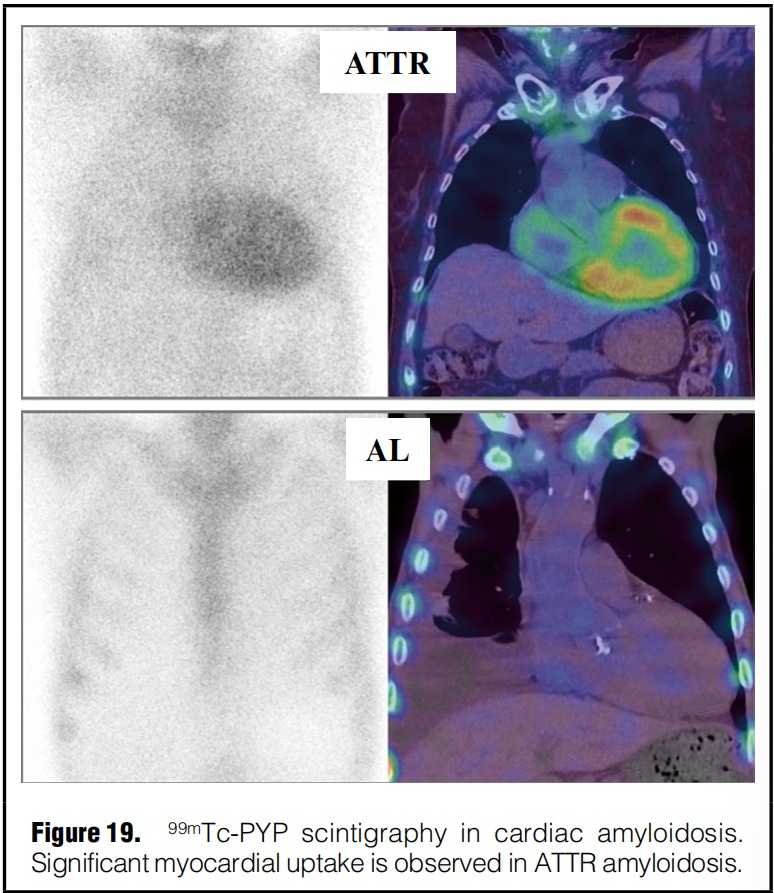 ATTR
AL
Figure 19. ⁹⁹ᵐTc-PYP scintigraphy in cardiac amyloidosis.
Significant myocardial uptake is observed in ATTR amyloidosis.